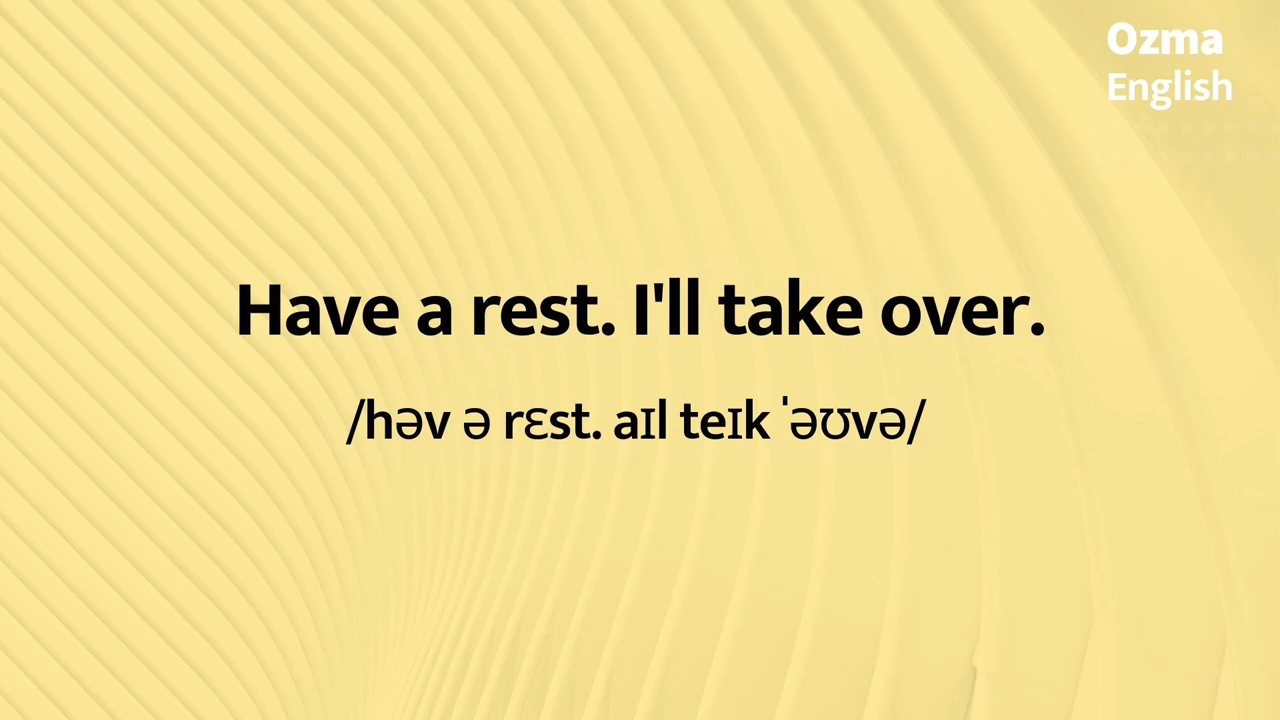 Ozma
English
Have a rest. I'll take over.
/həv ə rɛst. aɪl teɪk ˈəʊvə/